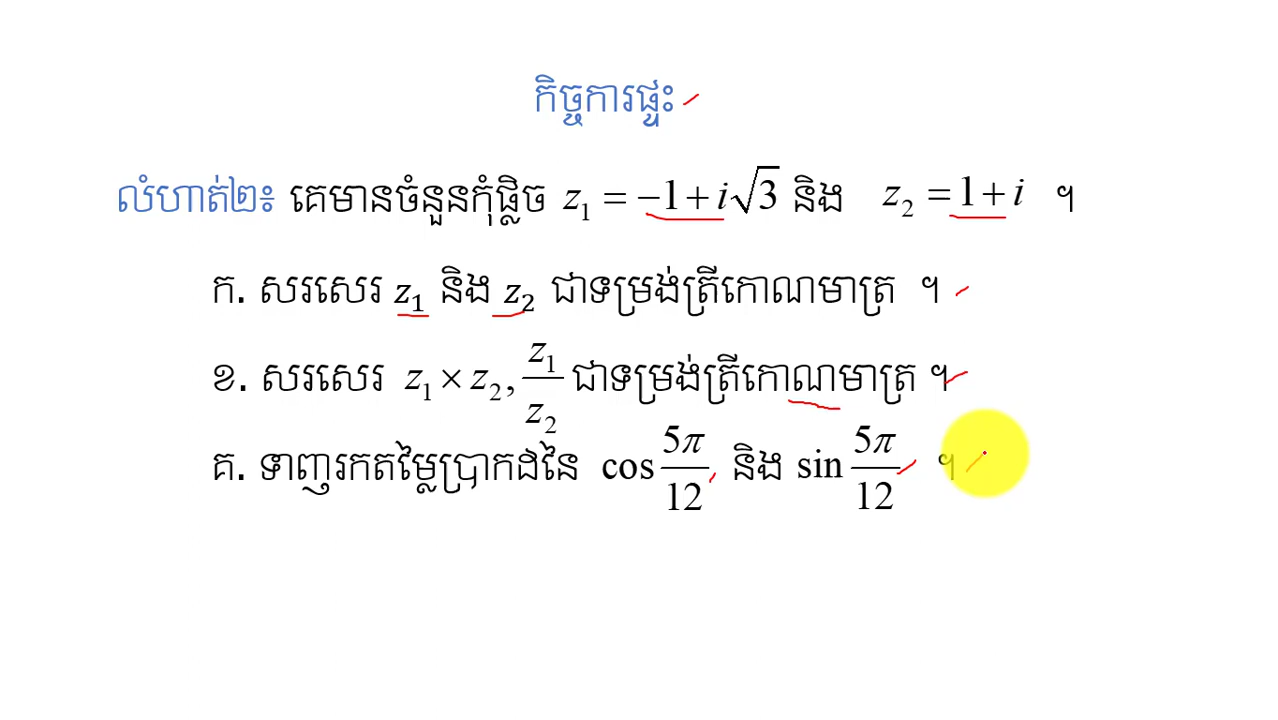 កិច្ចការផ្ទះ
លំហាត់២៖ គេមានចំនួនកុំផ្លិច z₁ = −1 + i√3 និង z₂ = 1 + i ។
ក. សរសេរ z₁ និង z₂ ជាទម្រង់ត្រីកោណមាត្រ ។
ខ. សរសេរ z₁ × z₂, z₁/z₂ ជាទម្រង់ត្រីកោណមាត្រ ។
គ. ទាញរកតម្លៃប្រាកដនៃ cos 5π/12 និង sin 5π/12 ។